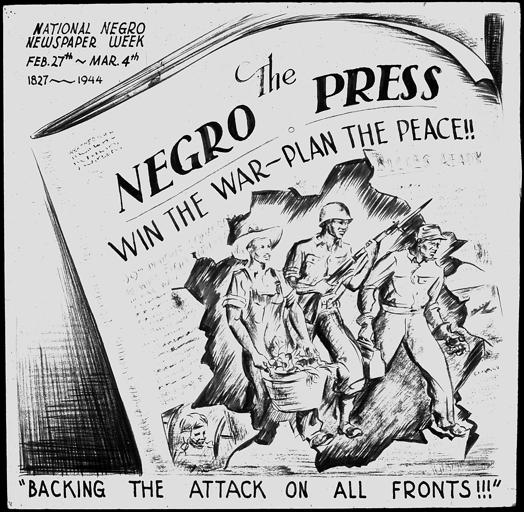 NATIONAL NEGRO
NEWSPAPER WEEK
FEB. 27th ~ MAR. 4th
1827 ~~ 1944
The
NEGRO PRESS
WIN THE WAR—PLAN THE PEACE!!
"BACKING THE ATTACK ON ALL FRONTS!!!"